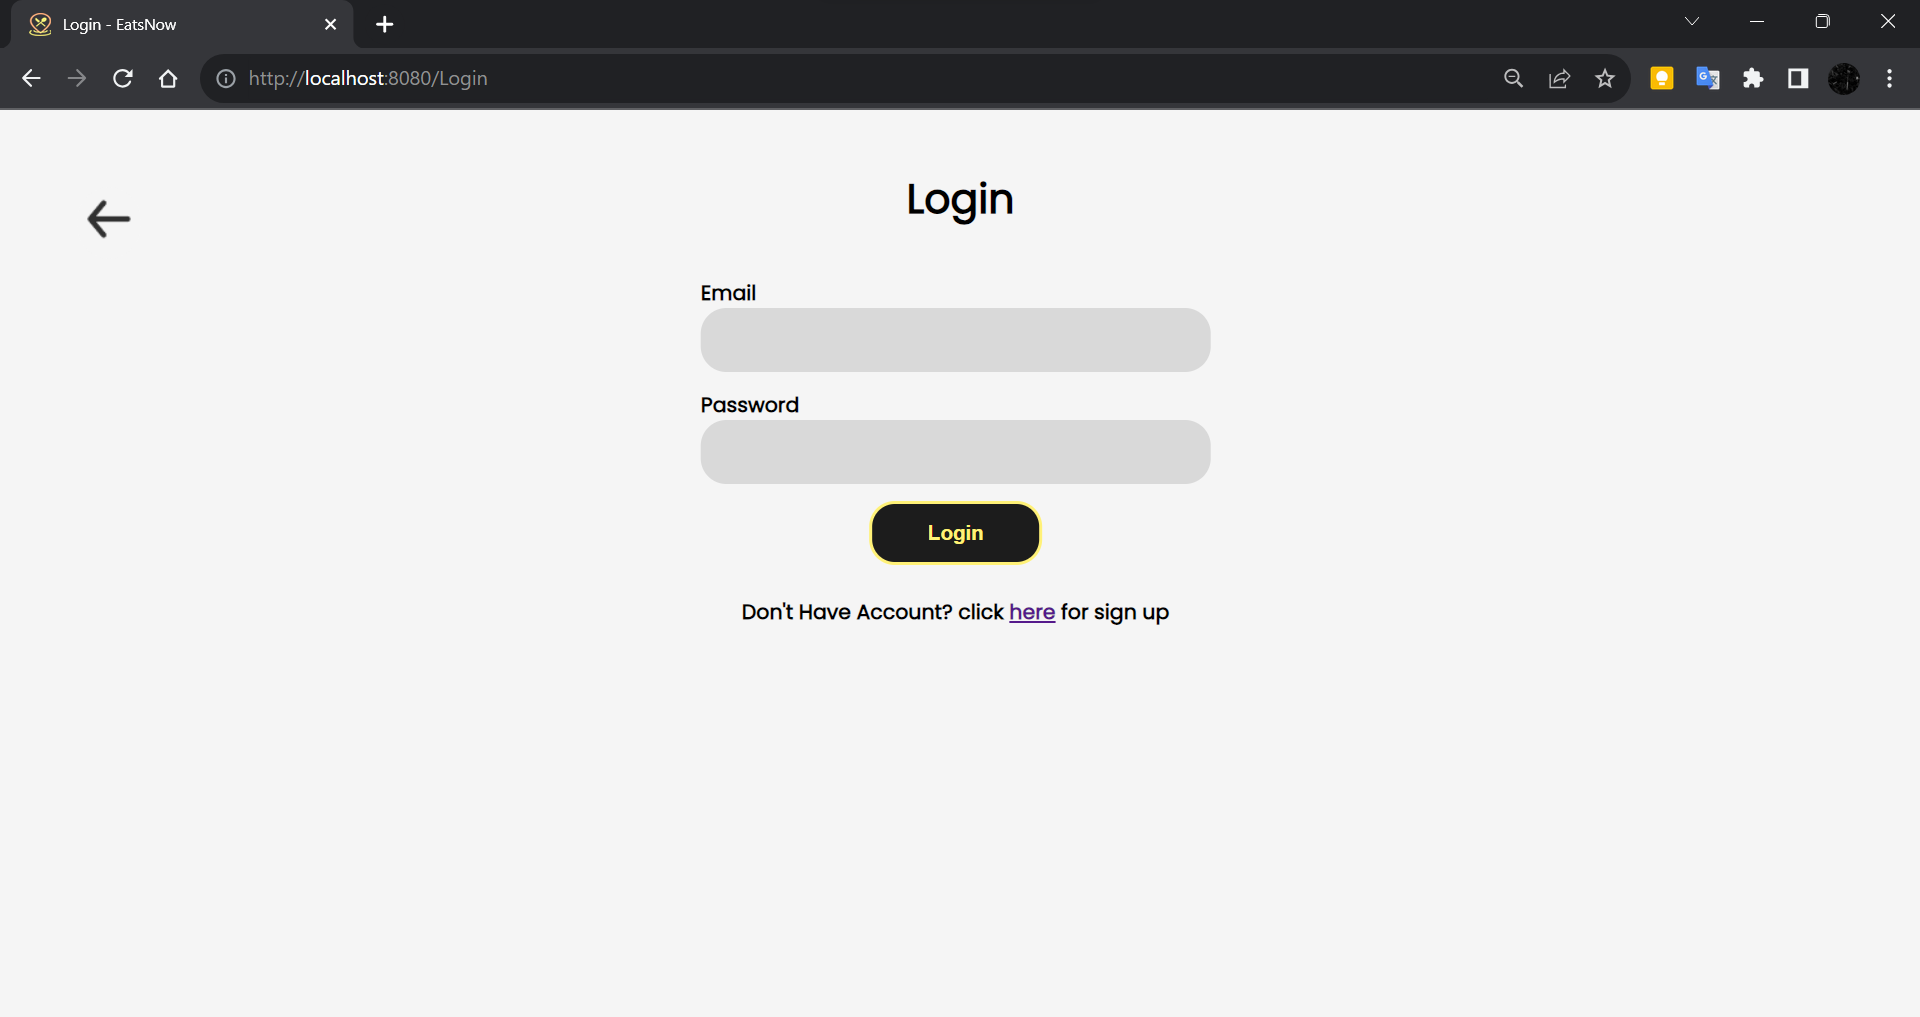 Login - EatsNow
http://localhost:8080/Login
Login
Email
Password
Login
Don't Have Account? click here for sign up